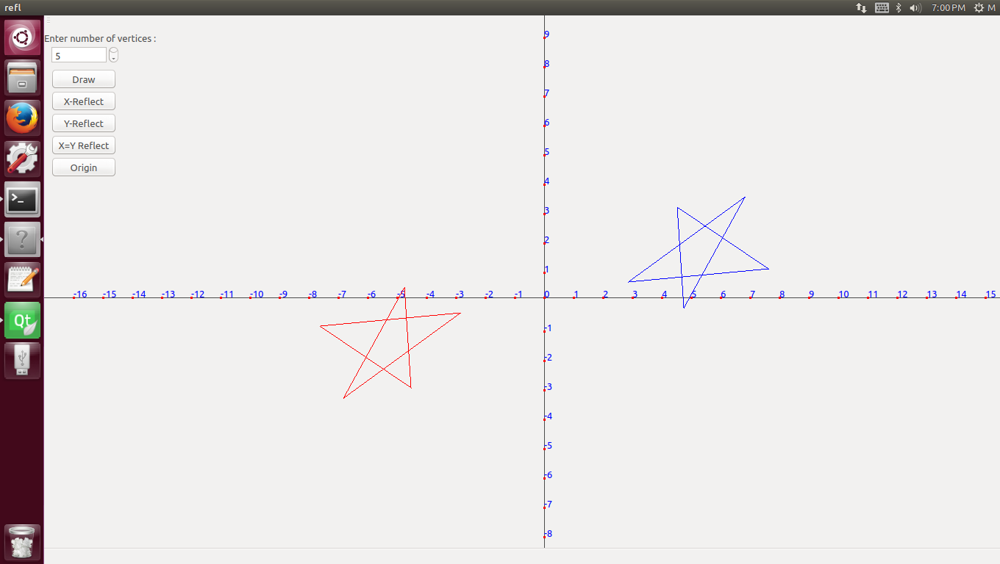 refl
7:00 PM
M
Enter number of vertices :
5
Draw
X-Reflect
Y-Reflect
X=Y Reflect
Origin
>_
?
Qt
9
8
7
6
5
4
3
2
1
-16 -15 -14 -13 -12 -11 -10 -9 -8 -7 -6 -5 -4 -3 -2 -1 0 1 2 3 4 5 6 7 8 9 10 11 12 13 14 15
-1
-2
-3
-4
-5
-6
-7
-8